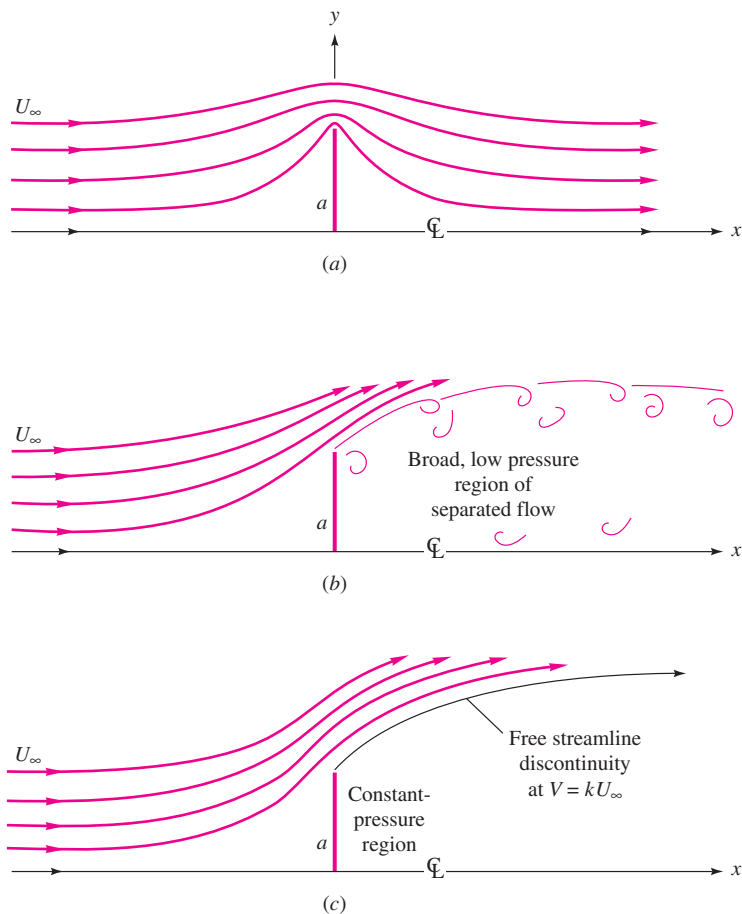 y
U∞
a
℄
x
(a)
U∞
Broad, low pressure
region of
separated flow
a
℄
x
(b)
U∞
Free streamline
discontinuity
at V = kU∞
Constant-
pressure
region
a
℄
x
(c)